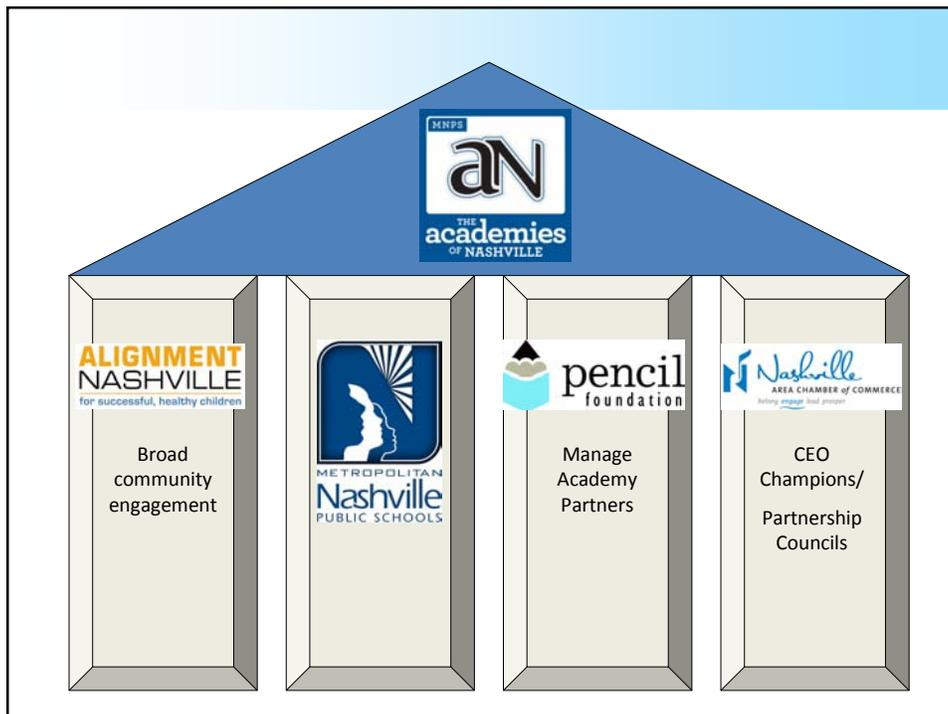 MNPS
aN
THE
academies
OF NASHVILLE
ALIGNMENT
NASHVILLE
for successful, healthy children
Broad
community
engagement
METROPOLITAN
Nashville
PUBLIC SCHOOLS
pencil
foundation
Manage
Academy
Partners
Nashville
AREA CHAMBER of COMMERCE
belong engage lead prosper
CEO
Champions/
Partnership
Councils